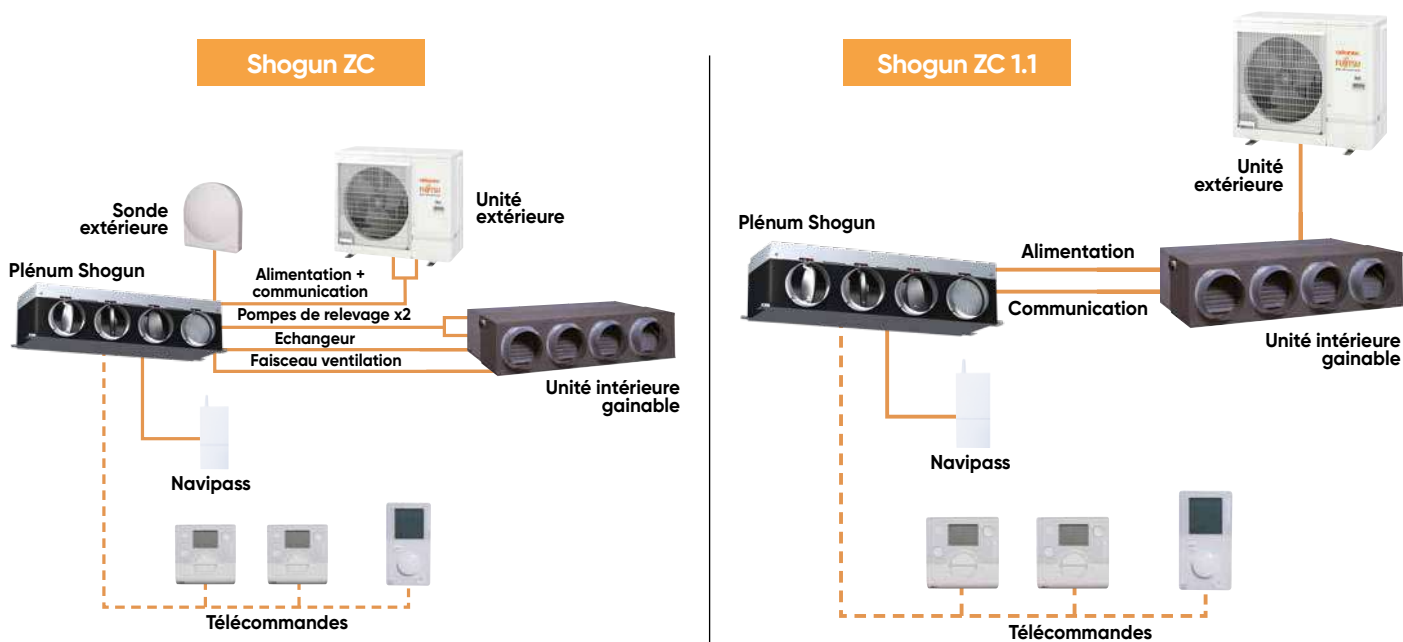 Shogun ZC
Sonde
extérieure
Unité
extérieure
Plénum Shogun
Alimentation +
communication
Pompes de relevage x2
Echangeur
Faisceau ventilation
Unité intérieure
gainable
Navipass
Télécommandes
Shogun ZC 1.1
FUJITSU
Unité
extérieure
Plénum Shogun
Alimentation
Communication
Unité intérieure
gainable
Navipass
Télécommandes